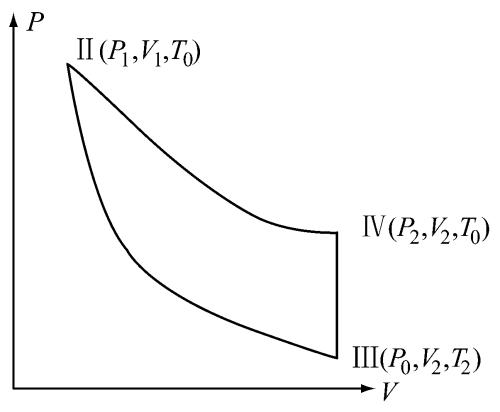 P
Ⅱ(P₁,V₁,T₀)
Ⅳ(P₂,V₂,T₀)
Ⅲ(P₀,V₂,T₂)
V